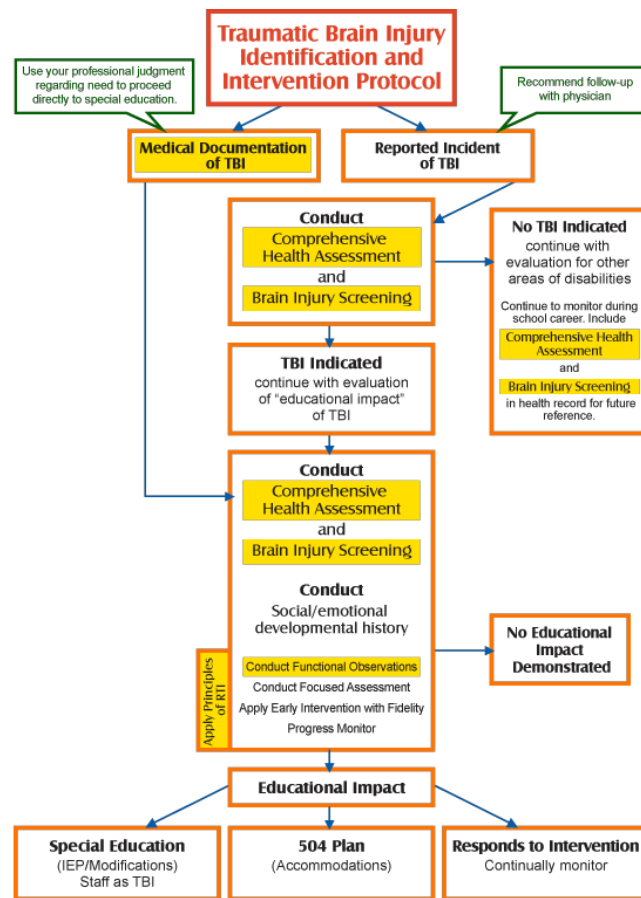 Traumatic Brain Injury
Identification and
Intervention Protocol
Use your professional judgment
regarding need to proceed
directly to special education.
Recommend follow-up
with physician
Medical Documentation
of TBI
Reported Incident
of TBI
Conduct
Comprehensive
Health Assessment
and
Brain Injury Screening
No TBI Indicated
continue with
evaluation for other
areas of disabilities
Continue to monitor during
school career. Include
Comprehensive Health
Assessment
and
Brain Injury Screening
in health record for future
reference.
TBI Indicated
continue with evaluation
of “educational impact”
of TBI
Conduct
Comprehensive
Health Assessment
and
Brain Injury Screening
Conduct
Social/emotional
developmental history
Apply Principles
of RTI
Conduct Functional Observations
Conduct Focused Assessment
Apply Early Intervention with Fidelity
Progress Monitor
No Educational
Impact
Demonstrated
Educational Impact
Special Education
(IEP/Modifications)
Staff as TBI
504 Plan
(Accommodations)
Responds to Intervention
Continually monitor